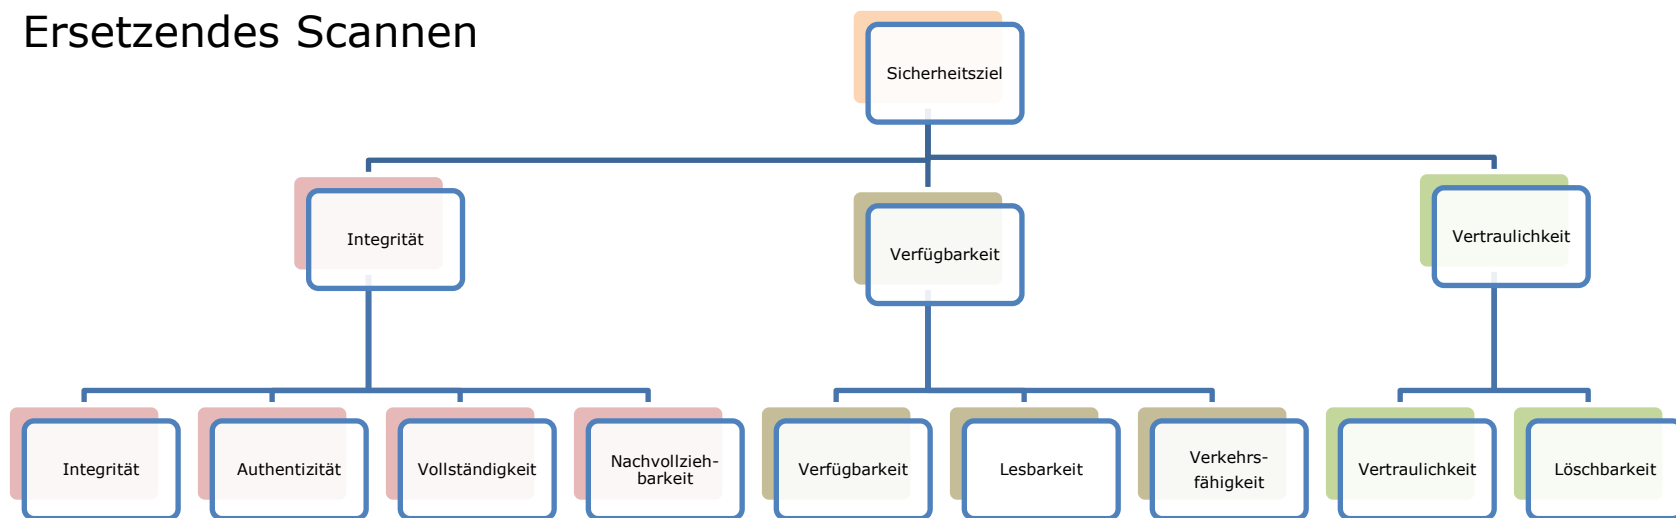 Ersetzendes Scannen
Sicherheitsziel
Integrität
Verfügbarkeit
Vertraulichkeit
Integrität
Authentizität
Vollständigkeit
Nachvollzieh-
barkeit
Verfügbarkeit
Lesbarkeit
Verkehrs-
fähigkeit
Vertraulichkeit
Löschbarkeit